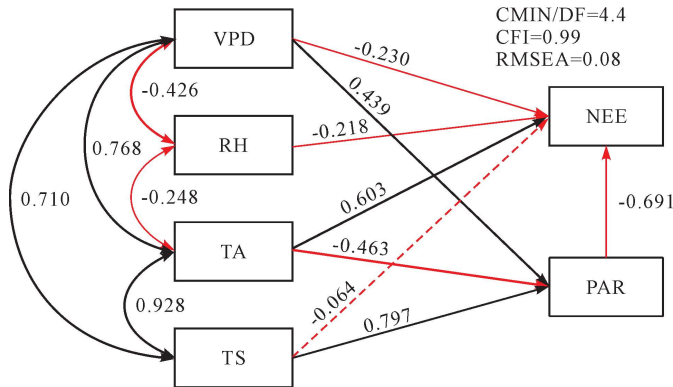 CMIN/DF=4.4
CFI=0.99
RMSEA=0.08
VPD
-0.230
NEE
-0.426
0.439
RH
-0.218
0.768
0.710
-0.248
0.603
-0.691
TA
-0.463
PAR
-0.064
0.928
0.797
TS